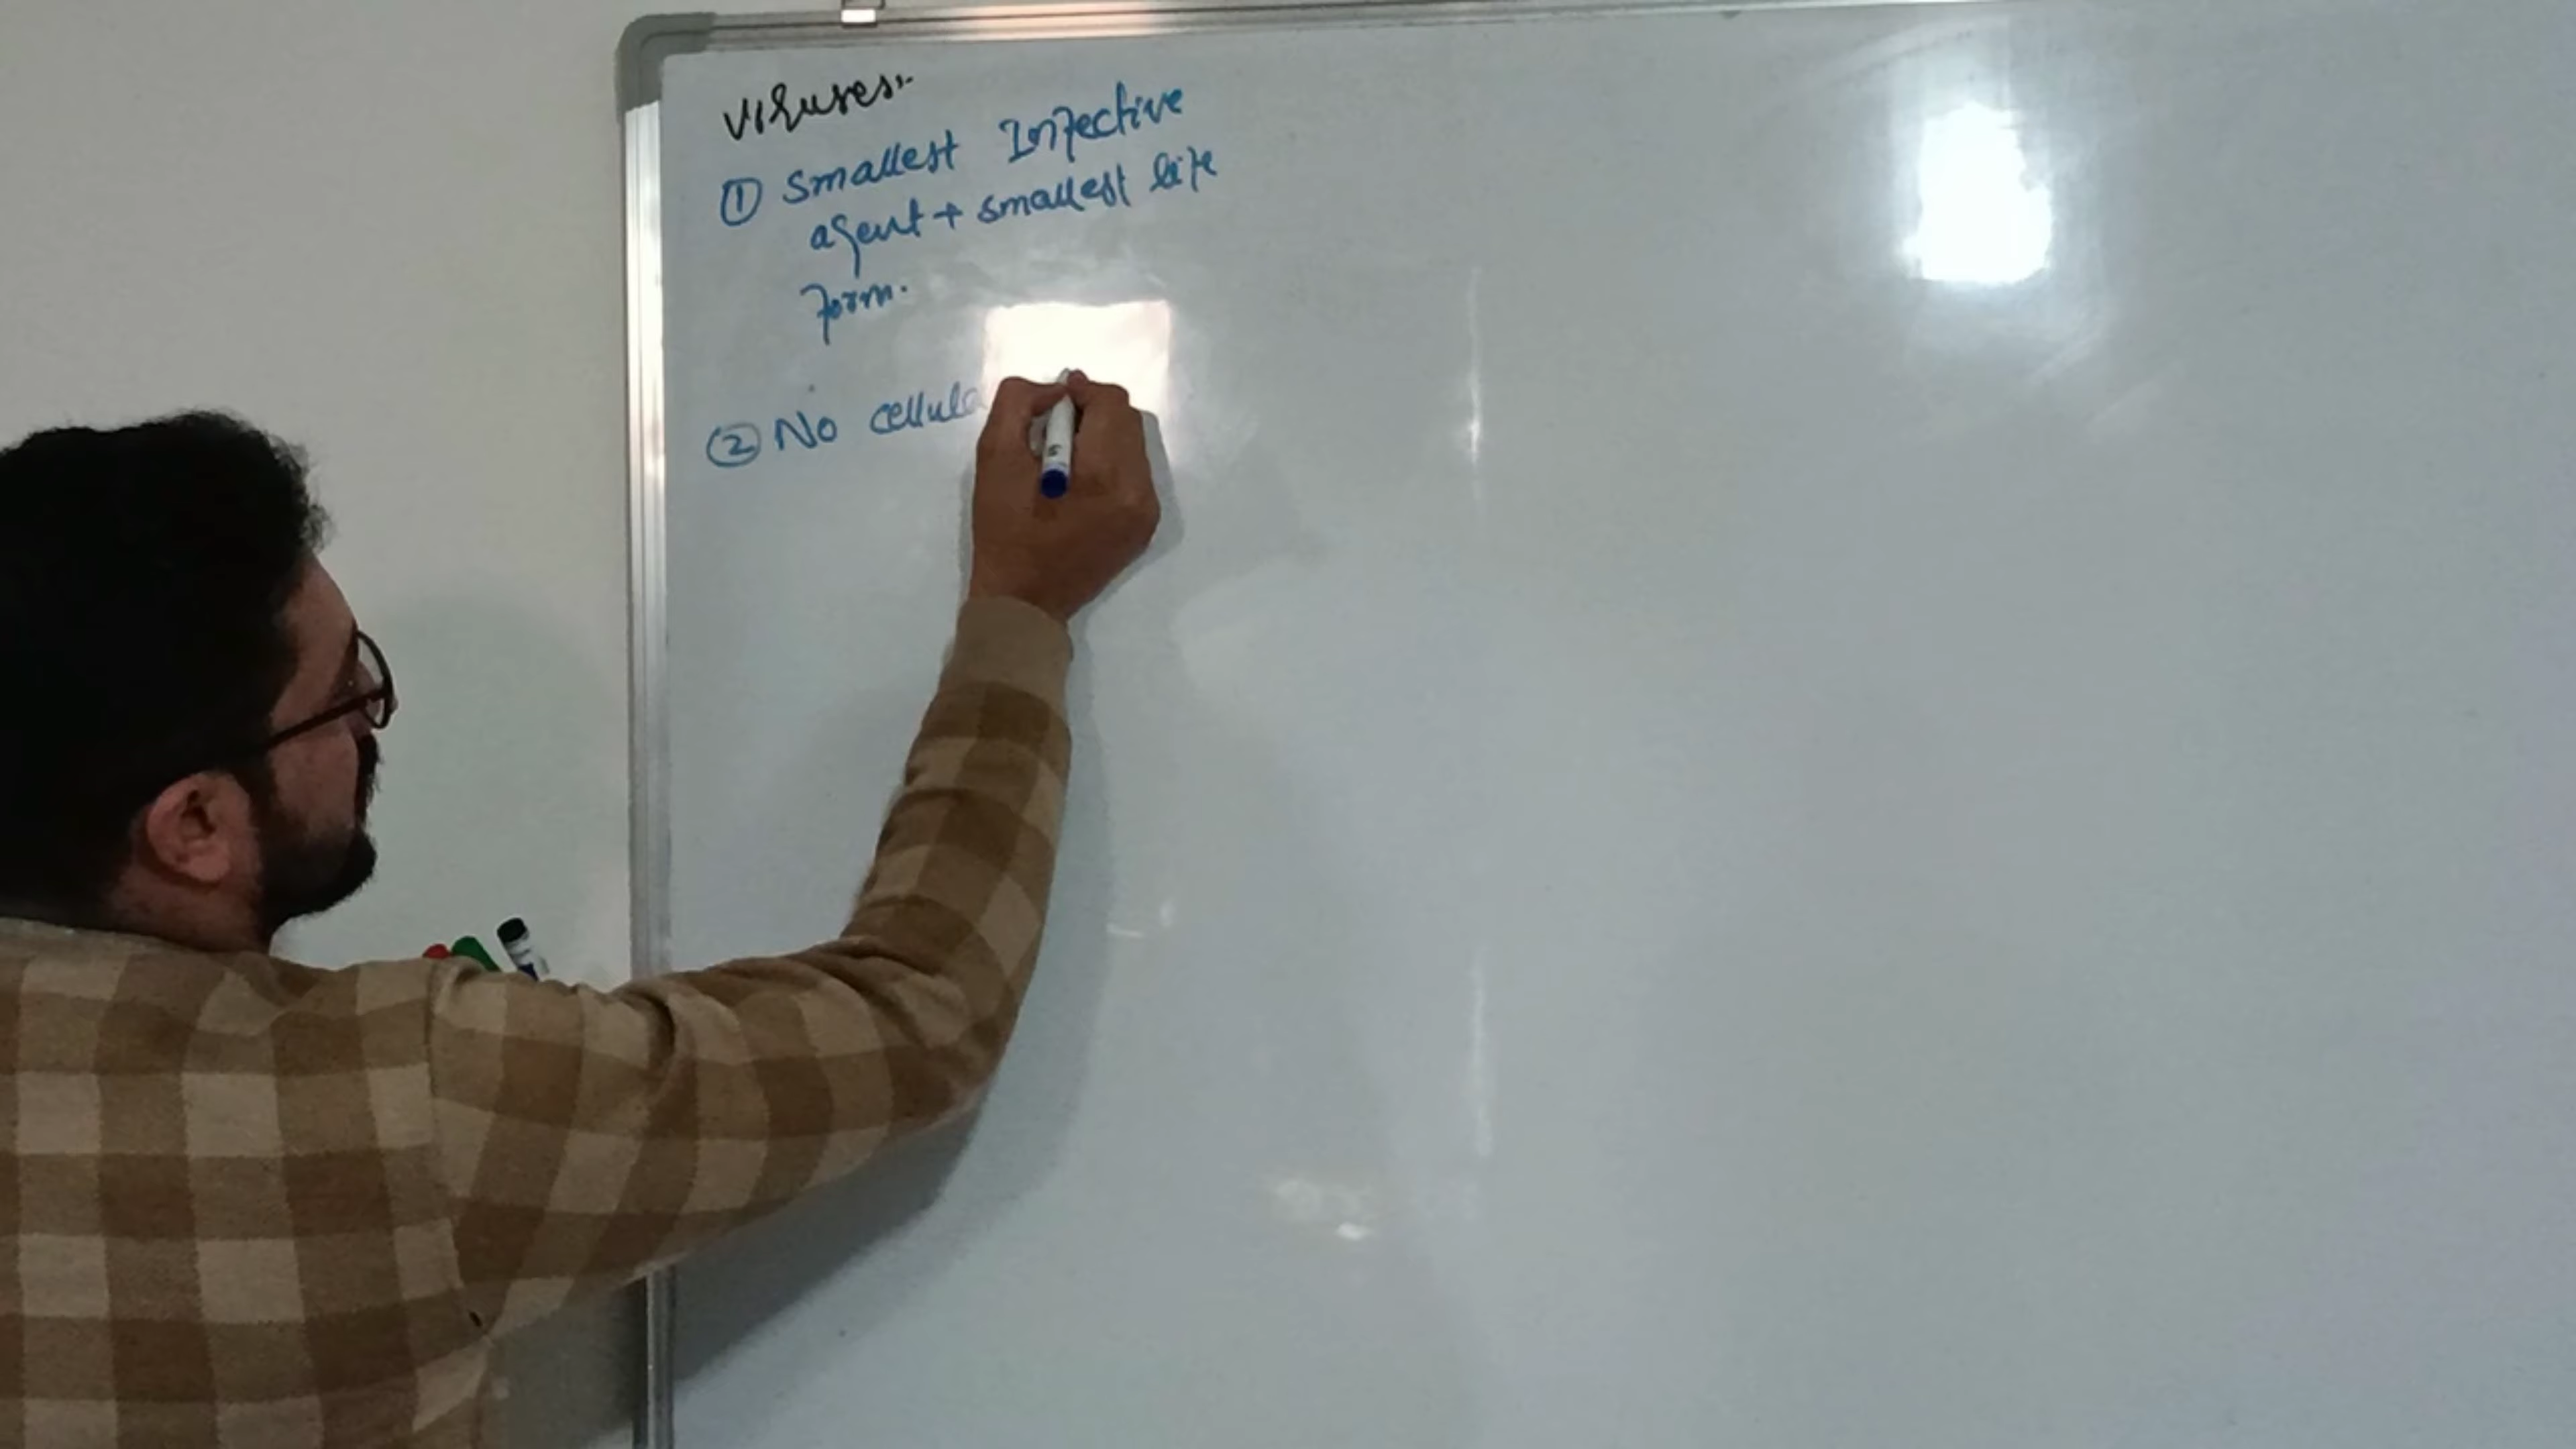 Viruses:-
① Smallest Infective
agent + smallest life
form.
② No cellula